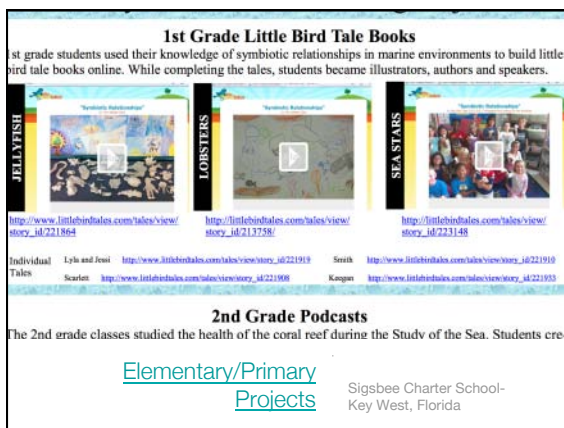 1st Grade Little Bird Tale Books
1st grade students used their knowledge of symbiotic relationships in marine environments to build little
bird tale books online. While completing the tales, students became illustrators, authors and speakers.
JELLYFISH
"Symbiotic Relationships"
LOBSTERS
"Symbiotic Relationships"
SEA STARS
"Symbiotic Relationships"
http://www.littlebirdtales.com/tales/view/
story_id/221864
http://littlebirdtales.com/tales/view/
story_id/213758/
http://littlebirdtales.com/tales/view/
story_id/223148
Individual
Tales
Lyla and Jessi http://www.littlebirdtales.com/tales/view/story_id/221919
Smith http://littlebirdtales.com/tales/view/story_id/221910
Scarlett http://www.littlebirdtales.com/tales/view/story_id/221908
Keegan http://www.littlebirdtales.com/tales/view/story_id/221933
2nd Grade Podcasts
The 2nd grade classes studied the health of the coral reef during the Study of the Sea. Students cre
Elementary/Primary
Projects
Sigsbee Charter School-
Key West, Florida